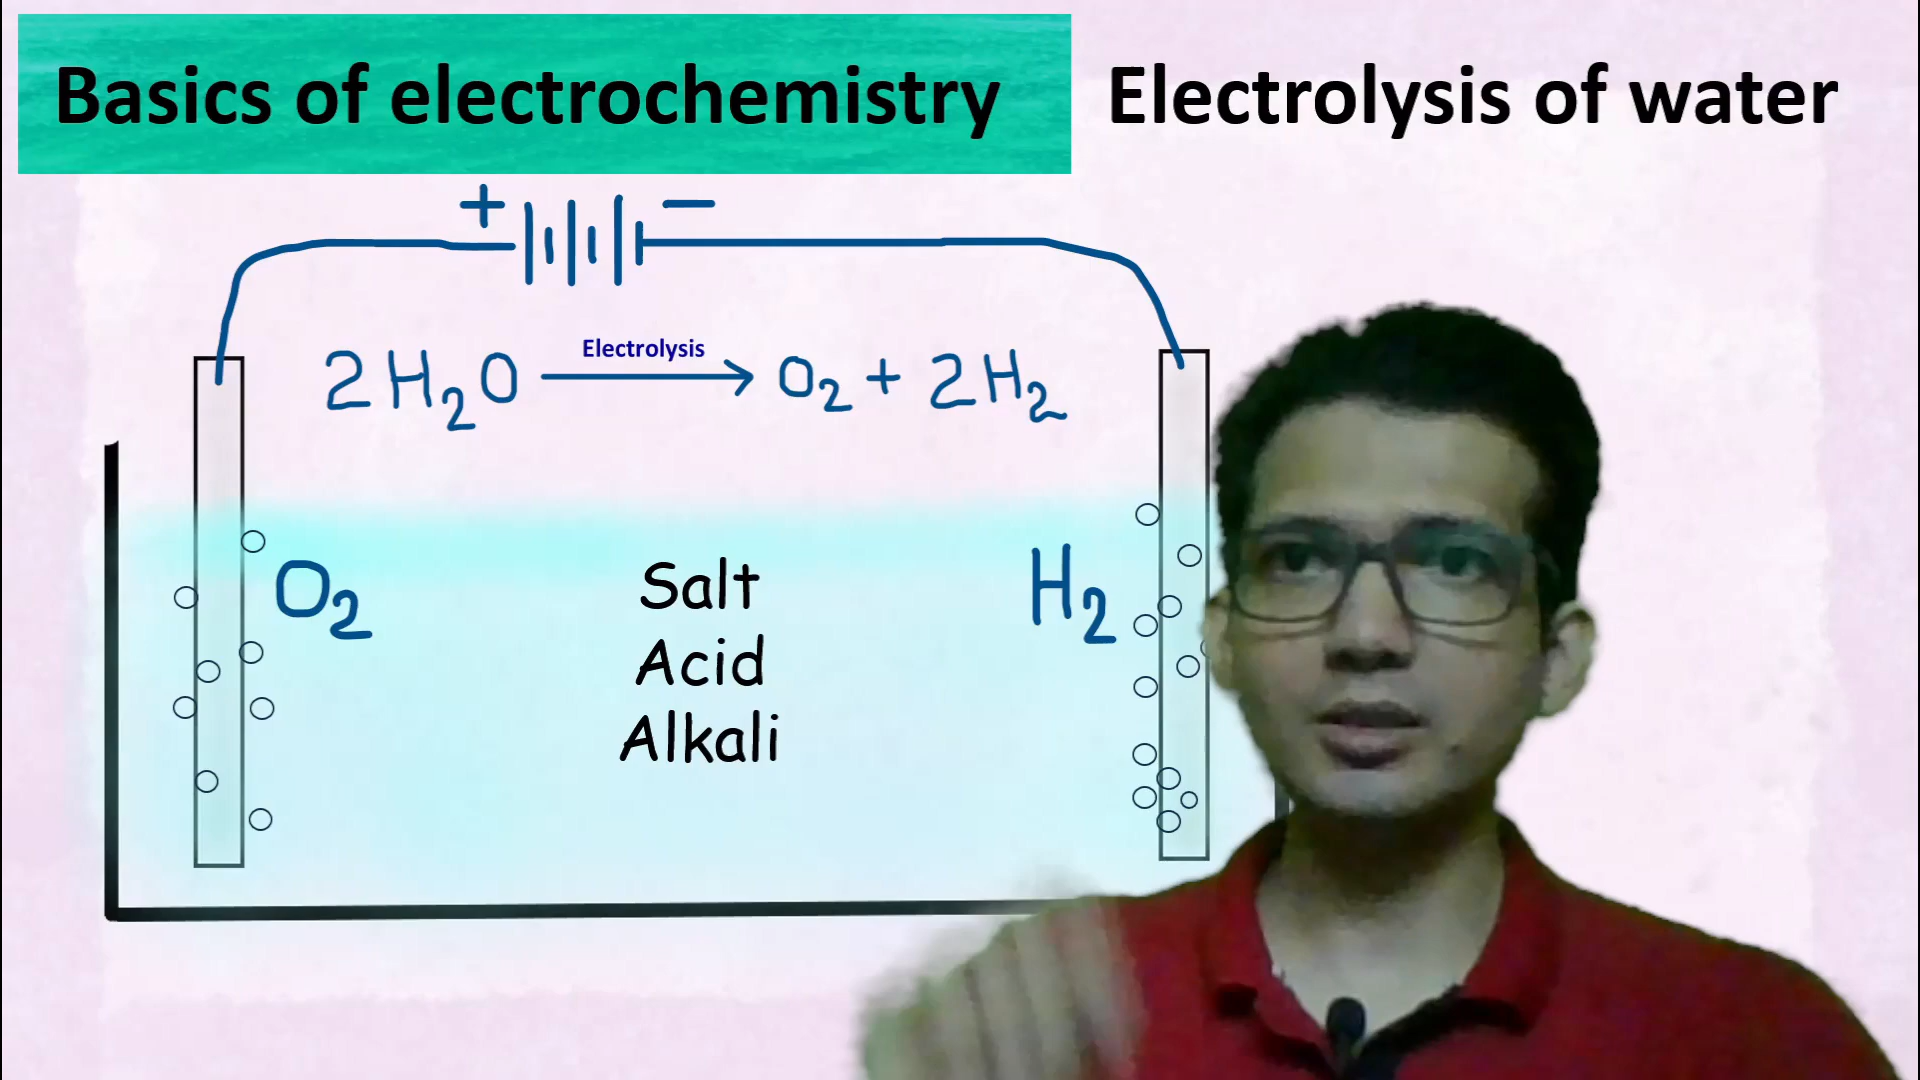 Basics of electrochemistry
Electrolysis of water
+ −
Electrolysis
2H₂O → O₂ + 2H₂
O₂
H₂
Salt
Acid
Alkali